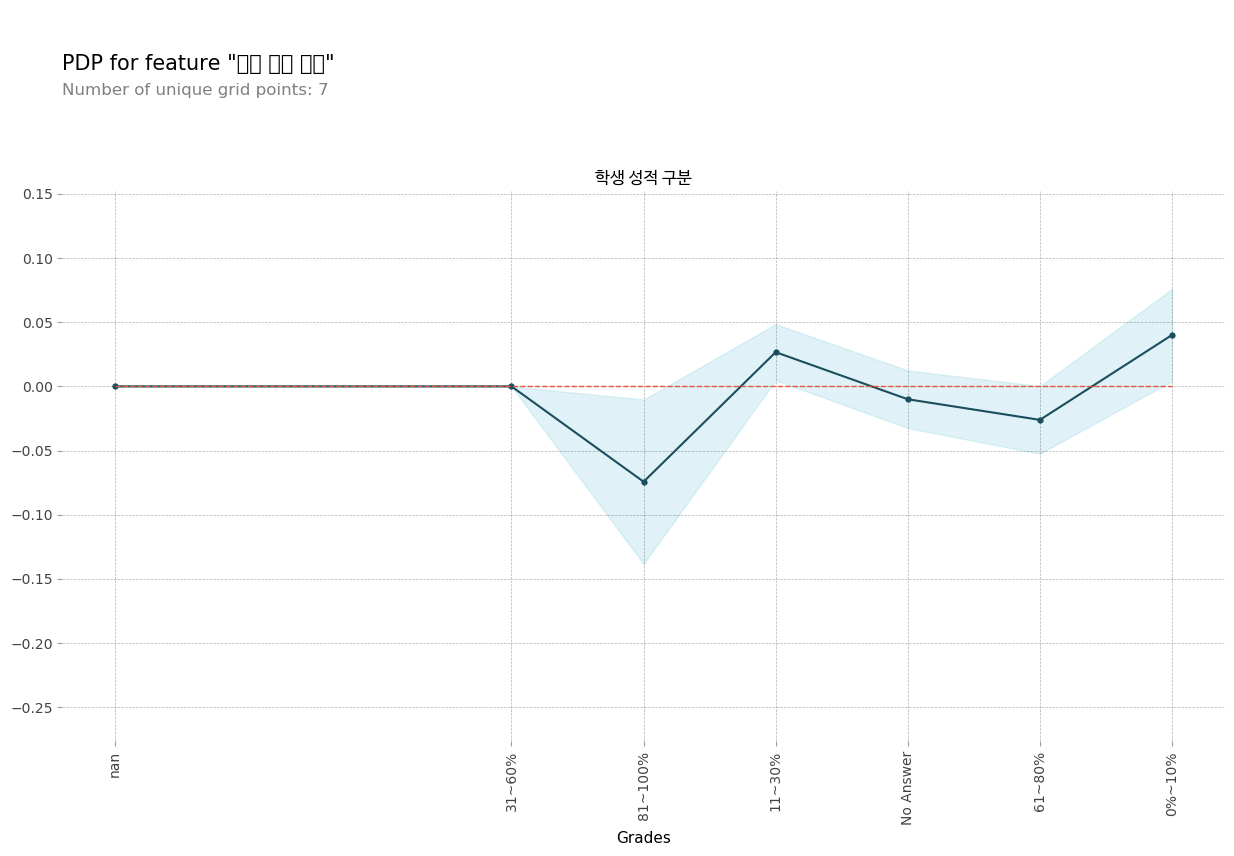 PDP for feature "□□ □□ □□"
Number of unique grid points: 7
학생 성적 구분
0.15
0.10
0.05
0.00
−0.05
−0.10
−0.15
−0.20
−0.25
nan
31~60%
81~100%
11~30%
No Answer
61~80%
0%~10%
Grades